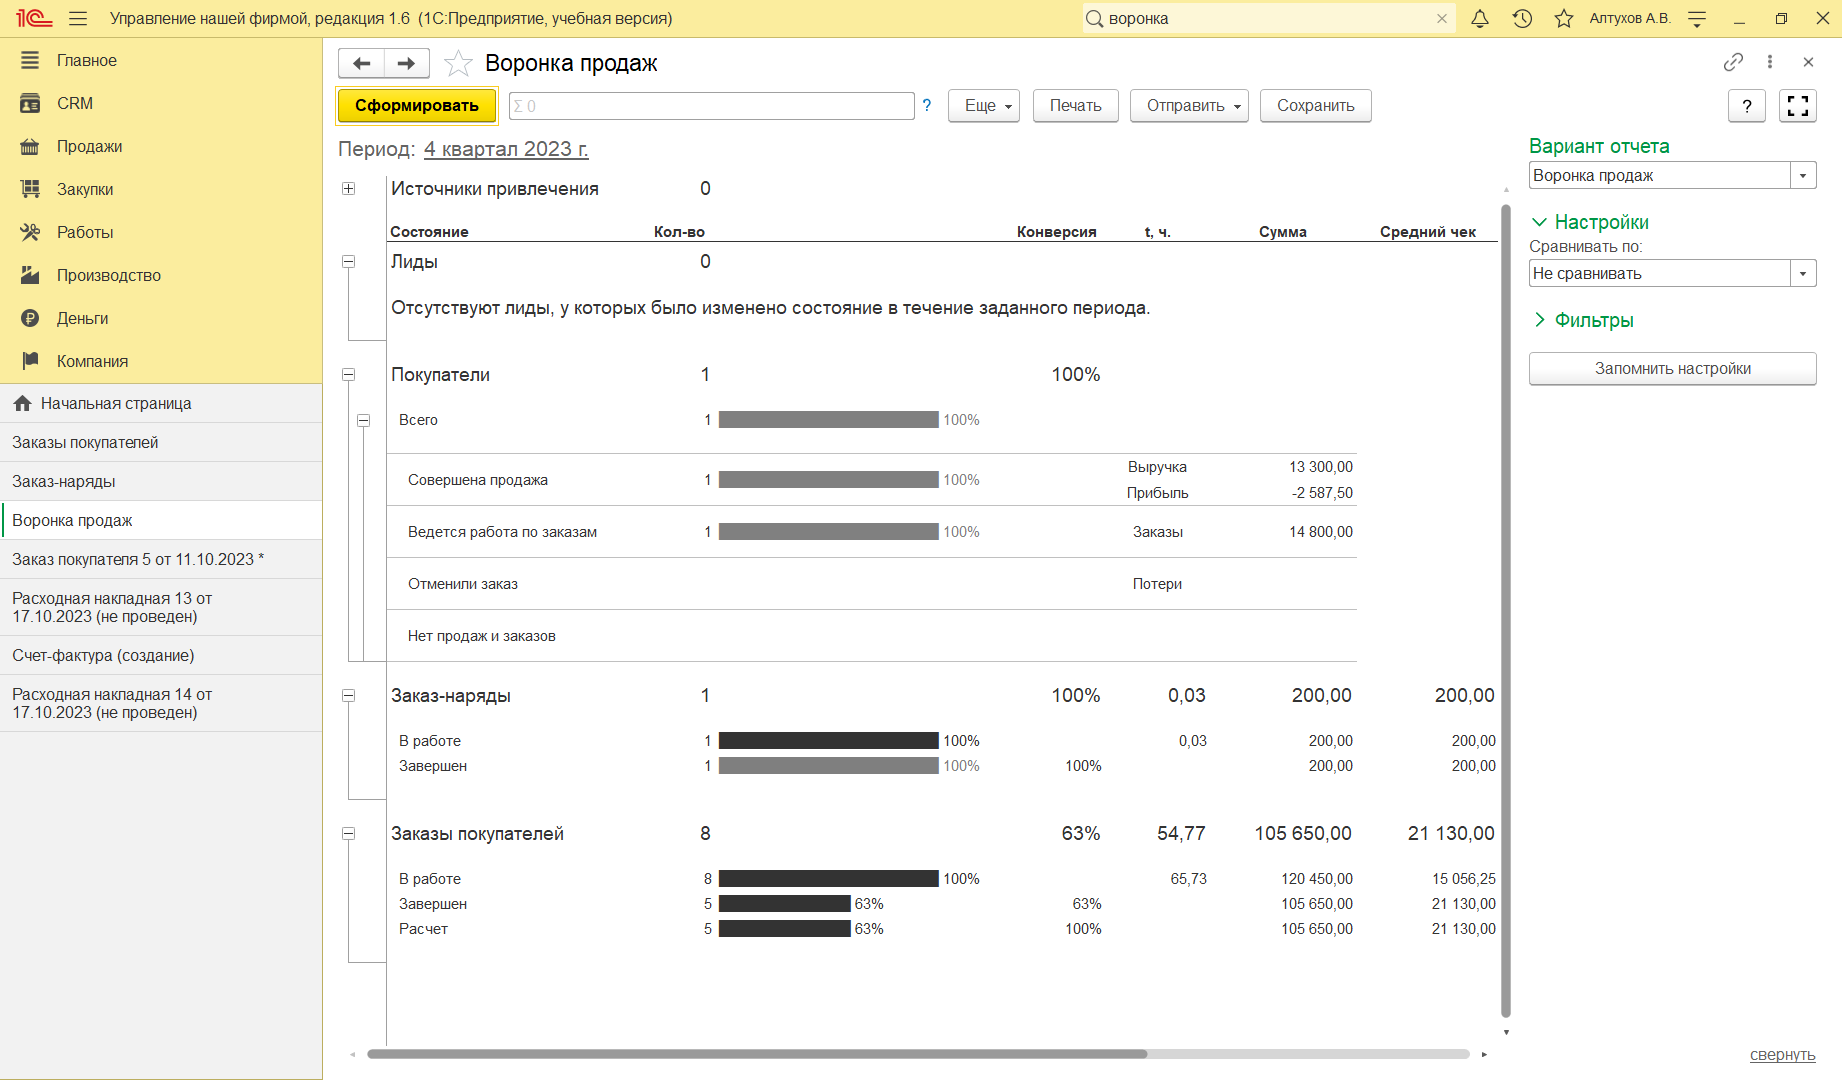 1С Управление нашей фирмой, редакция 1.6 (1С:Предприятие, учебная версия) воронка Алтухов А.В.
Главное
CRM
Продажи
Закупки
Работы
Производство
Деньги
Компания
Начальная страница
Заказы покупателей
Заказ-наряды
Воронка продаж
Заказ покупателя 5 от 11.10.2023 *
Расходная накладная 13 от
17.10.2023 (не проведен)
Счет-фактура (создание)
Расходная накладная 14 от
17.10.2023 (не проведен)
Воронка продаж
Сформировать Σ 0 ? Еще Печать Отправить Сохранить ?
Период: 4 квартал 2023 г.
Источники привлечения 0
Состояние Кол-во Конверсия t, ч. Сумма Средний чек
Лиды 0
Отсутствуют лиды, у которых было изменено состояние в течение заданного периода.
Покупатели 1 100%
Всего 1 100%
Совершена продажа 1 100% Выручка 13 300,00
Прибыль -2 587,50
Ведется работа по заказам 1 100% Заказы 14 800,00
Отменили заказ Потери
Нет продаж и заказов
Заказ-наряды 1 100% 0,03 200,00 200,00
В работе 1 100% 0,03 200,00 200,00
Завершен 1 100% 100% 200,00 200,00
Заказы покупателей 8 63% 54,77 105 650,00 21 130,00
В работе 8 100% 65,73 120 450,00 15 056,25
Завершен 5 63% 63% 105 650,00 21 130,00
Расчет 5 63% 100% 105 650,00 21 130,00
Вариант отчета
Воронка продаж
Настройки
Сравнивать по:
Не сравнивать
Фильтры
Запомнить настройки
свернуть